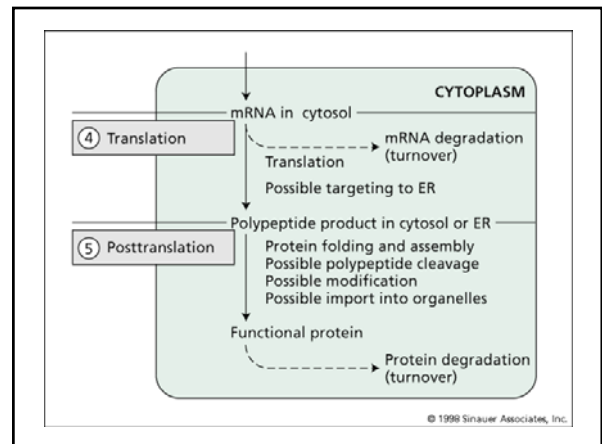 CYTOPLASM
mRNA in cytosol
④ Translation
mRNA degradation
(turnover)
Translation
Possible targeting to ER
Polypeptide product in cytosol or ER
⑤ Posttranslation
Protein folding and assembly
Possible polypeptide cleavage
Possible modification
Possible import into organelles
Functional protein
Protein degradation
(turnover)
© 1998 Sinauer Associates, Inc.